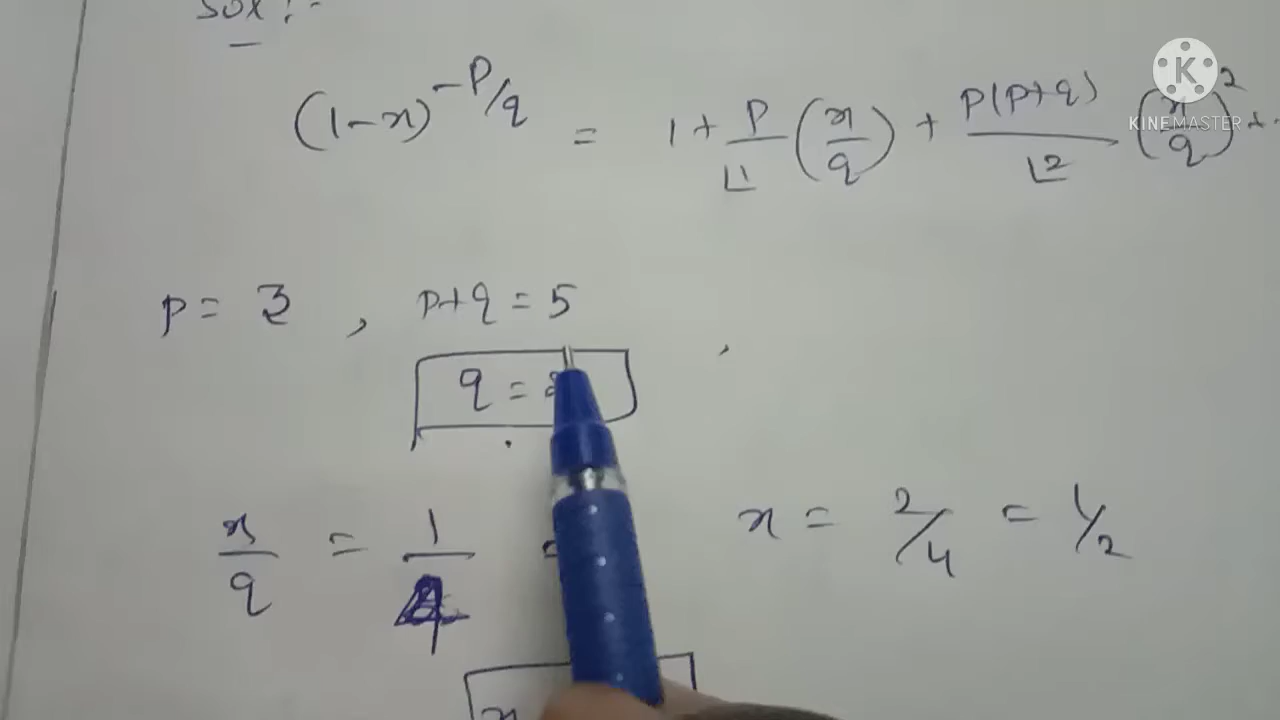 Sol :-
(1-x)^{-P/q} = 1 + P/⌊1 (x/q) + P(P+q)/⌊2 (x/q)^2 + .
KINEMASTER
P = 3 , P+q = 5 ,
q =
x/q = 1/4 x = 2/4 = 1/2
x